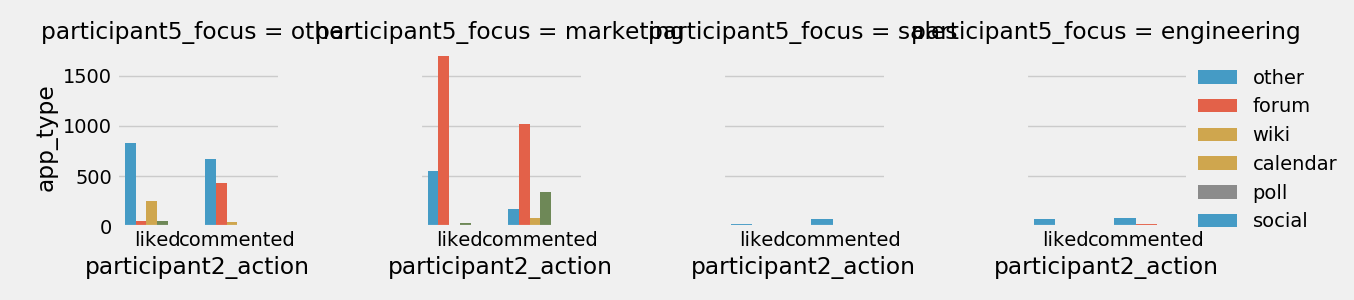 participant5_focus = other participant5_focus = marketing participant5_focus = sales participant5_focus = engineering
app_type
1500
1000
500
0
liked commented liked commented liked commented liked commented
participant2_action participant2_action participant2_action participant2_action
other
forum
wiki
calendar
poll
social